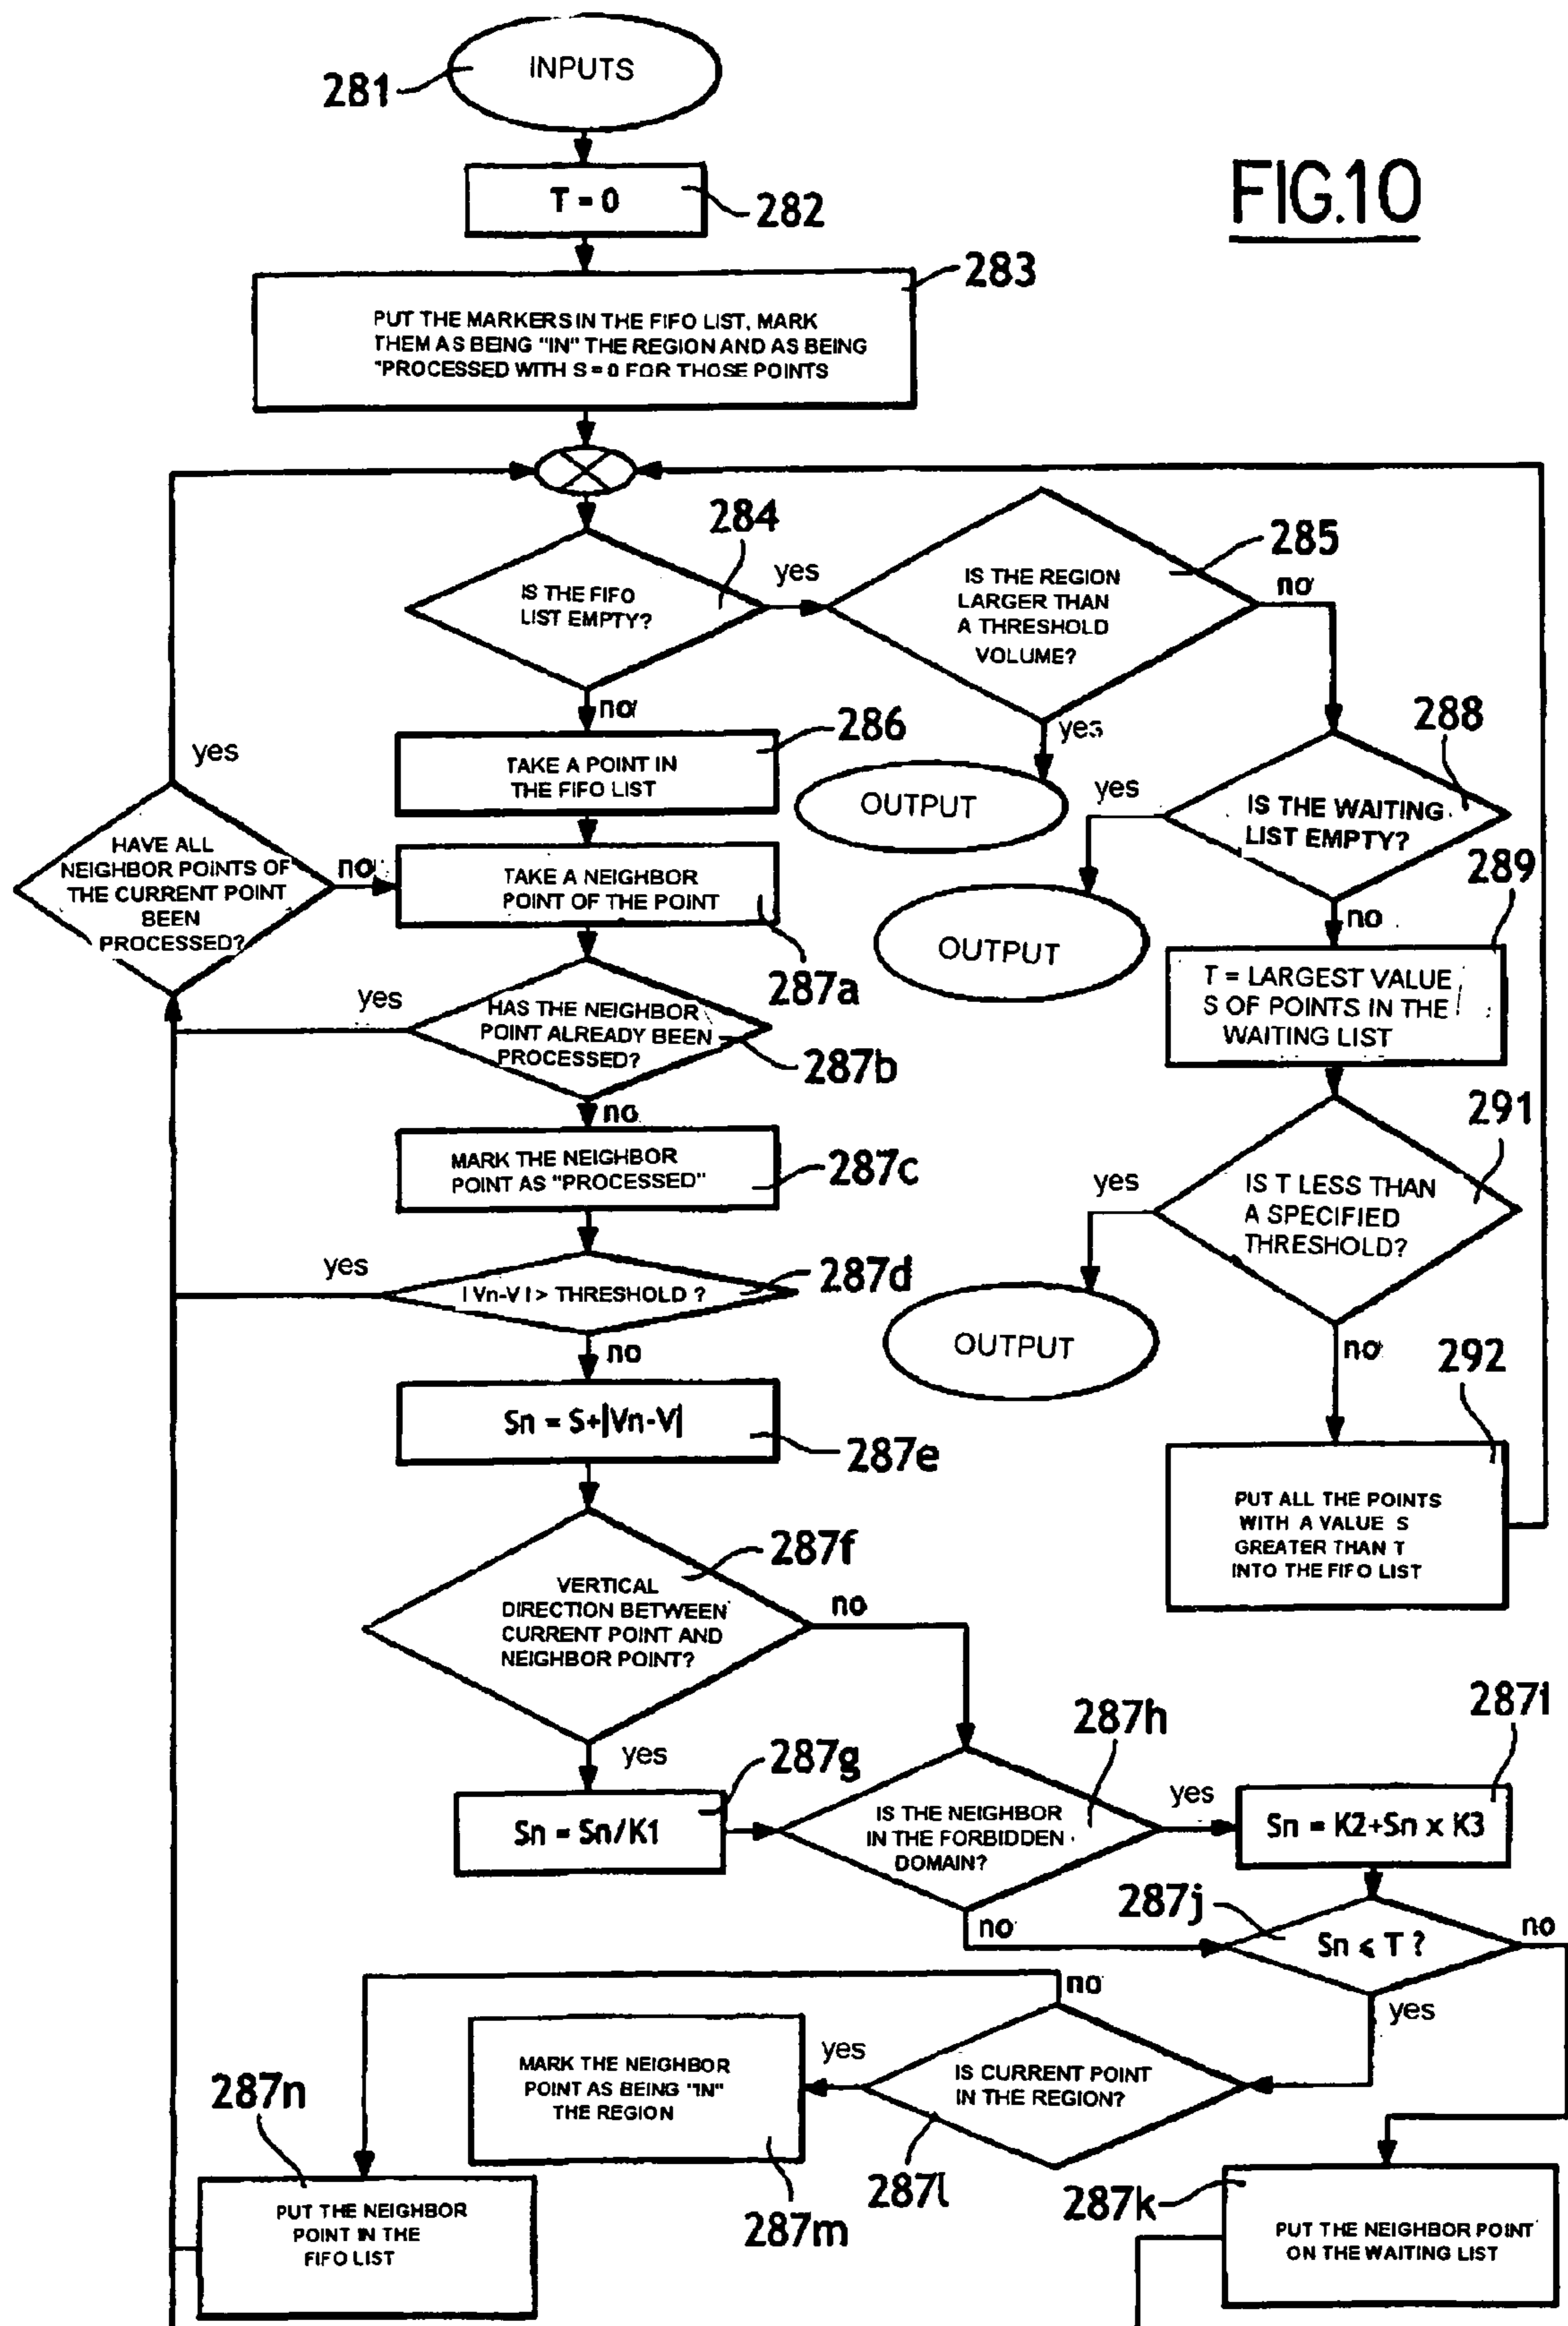 FIG.10
INPUTS
281
T = 0
282
283
PUT THE MARKERS IN THE FIFO LIST, MARK
THEM AS BEING "IN" THE REGION AND AS BEING
"PROCESSED WITH S = 0 FOR THOSE POINTS
284
IS THE FIFO
LIST EMPTY?
yes
no
285
IS THE REGION
LARGER THAN
A THRESHOLD
VOLUME?
no
yes
OUTPUT
286
TAKE A POINT IN
THE FIFO LIST
288
IS THE WAITING
LIST EMPTY?
yes
no
OUTPUT
yes
HAVE ALL
NEIGHBOR POINTS OF
THE CURRENT POINT
BEEN
PROCESSED?
no
TAKE A NEIGHBOR
POINT OF THE POINT
287a
289
T = LARGEST VALUE
S OF POINTS IN THE
WAITING LIST
yes
HAS THE NEIGHBOR
POINT ALREADY BEEN
PROCESSED?
287b
no
291
IS T LESS THAN
A SPECIFIED
THRESHOLD?
yes
no
OUTPUT
MARK THE NEIGHBOR
POINT AS "PROCESSED"
287c
yes
| Vn-V | > THRESHOLD ?
287d
no
292
PUT ALL THE POINTS
WITH A VALUE S
GREATER THAN T
INTO THE FIFO LIST
Sn = S+|Vn-V|
287e
287f
VERTICAL
DIRECTION BETWEEN
CURRENT POINT AND
NEIGHBOR POINT?
no
yes
287g
Sn = Sn/K1
287h
IS THE NEIGHBOR
IN THE FORBIDDEN
DOMAIN?
yes
no
287i
Sn = K2+Sn x K3
287j
Sn ⩽ T ?
no
yes
no
IS CURRENT POINT
IN THE REGION?
287l
yes
MARK THE NEIGHBOR
POINT AS BEING "IN"
THE REGION
287m
287n
PUT THE NEIGHBOR
POINT IN THE
FIFO LIST
287k
PUT THE NEIGHBOR POINT
ON THE WAITING LIST